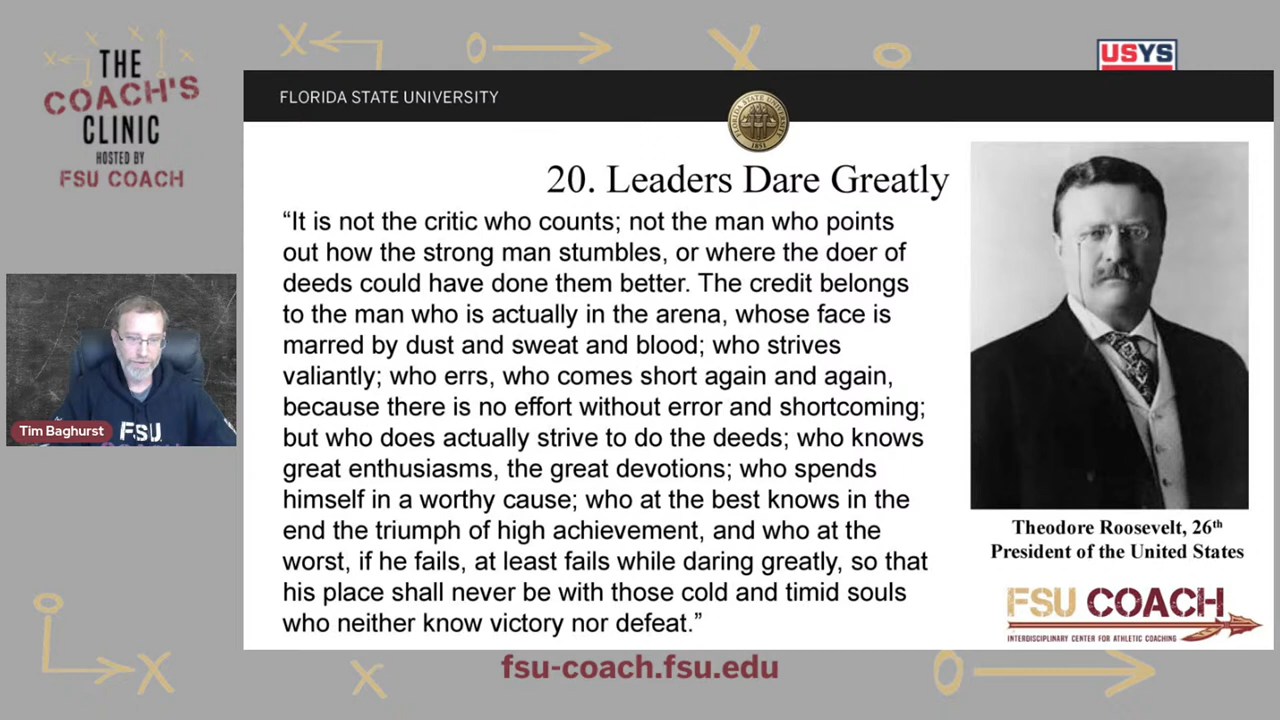 THE
COACH'S
CLINIC
HOSTED BY
FSU COACH
USYS
FLORIDA STATE UNIVERSITY
FLORIDA STATE UNIVERSITY
1851
20. Leaders Dare Greatly
“It is not the critic who counts; not the man who points
out how the strong man stumbles, or where the doer of
deeds could have done them better. The credit belongs
to the man who is actually in the arena, whose face is
marred by dust and sweat and blood; who strives
valiantly; who errs, who comes short again and again,
because there is no effort without error and shortcoming;
but who does actually strive to do the deeds; who knows
great enthusiasms, the great devotions; who spends
himself in a worthy cause; who at the best knows in the
end the triumph of high achievement, and who at the
worst, if he fails, at least fails while daring greatly, so that
his place shall never be with those cold and timid souls
who neither know victory nor defeat.”
Theodore Roosevelt, 26th
President of the United States
FSU COACH
INTERDISCIPLINARY CENTER FOR ATHLETIC COACHING
Tim Baghurst
FSU
fsu-coach.fsu.edu